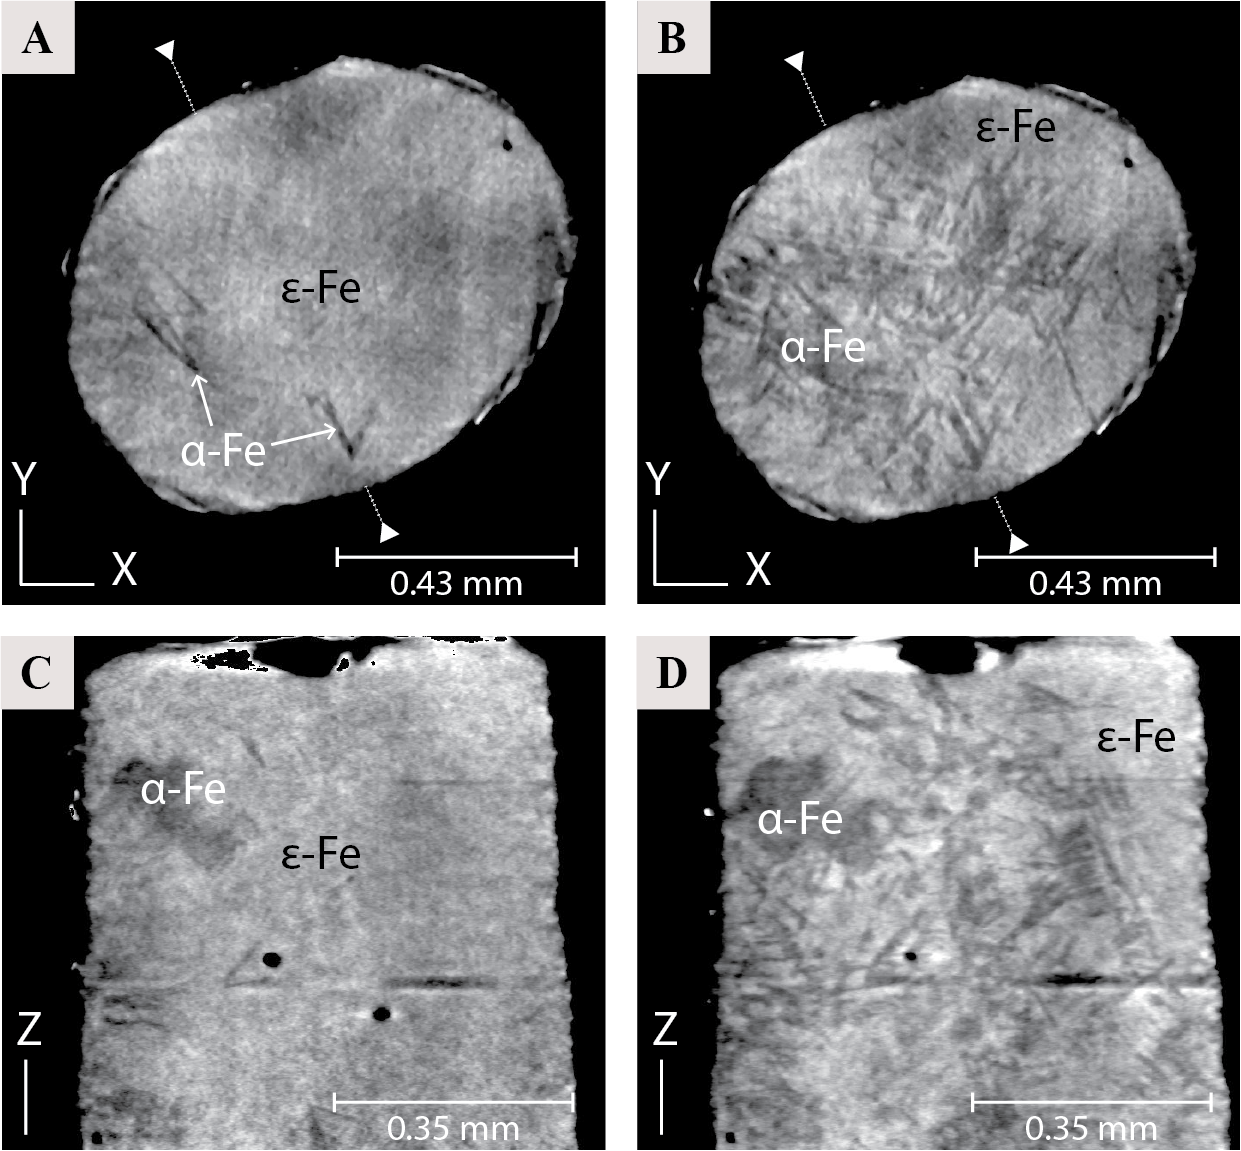 A
ε-Fe
α-Fe
Y
X
0.43 mm
B
ε-Fe
α-Fe
Y
X
0.43 mm
C
α-Fe
ε-Fe
Z
0.35 mm
D
ε-Fe
α-Fe
Z
0.35 mm